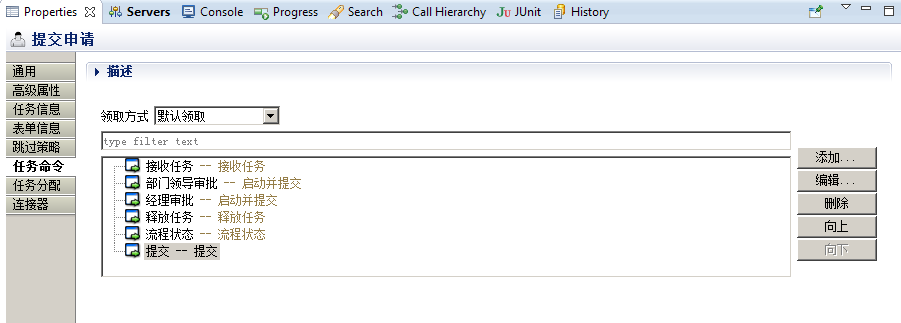 Properties Servers Console Progress Search Call Hierarchy JUnit History
提交申请
通用
高级属性
任务信息
表单信息
跳过策略
任务命令
任务分配
连接器
描述
领取方式 默认领取
type filter text
接收任务 -- 接收任务
部门领导审批 -- 启动并提交
经理审批 -- 启动并提交
释放任务 -- 释放任务
流程状态 -- 流程状态
提交 -- 提交
添加...
编辑...
删除
向上
向下